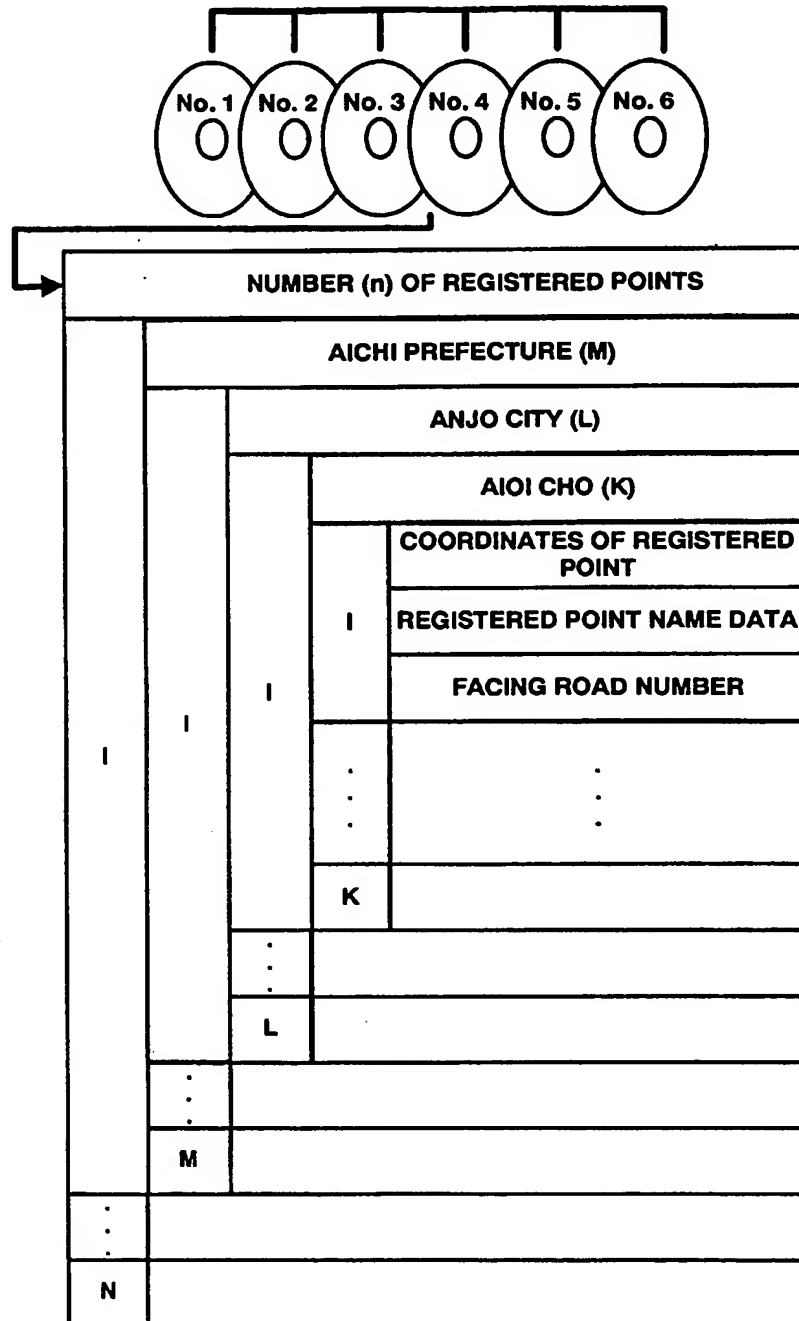 No. 1 No. 2 No. 3 No. 4 No. 5 No. 6
NUMBER (n) OF REGISTERED POINTS
AICHI PREFECTURE (M)
ANJO CITY (L)
AIOI CHO (K)
COORDINATES OF REGISTERED
POINT
I REGISTERED POINT NAME DATA
FACING ROAD NUMBER
I
I
I
K
L
M
N